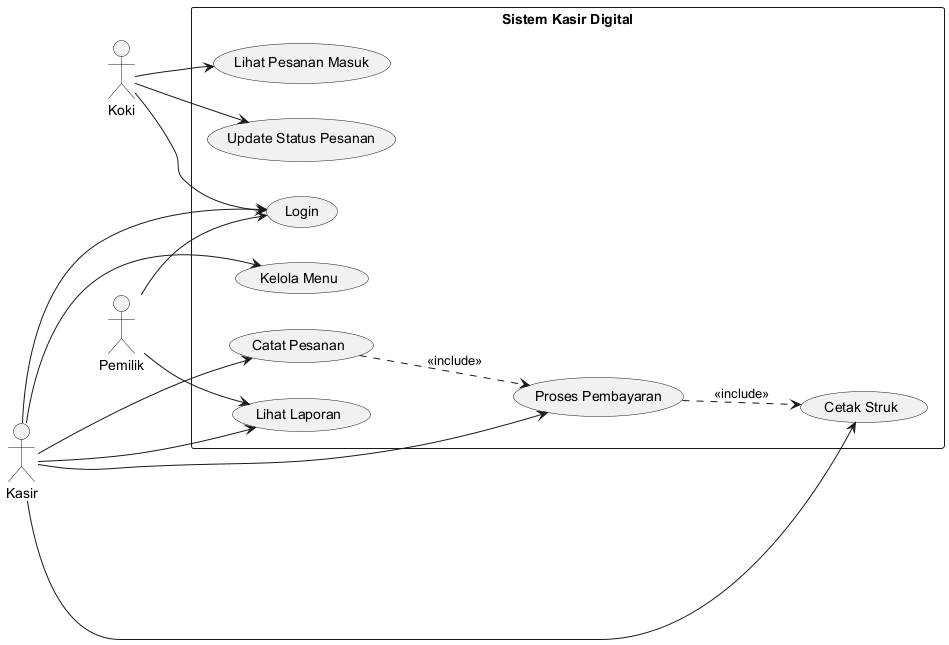 Sistem Kasir Digital
Koki
Lihat Pesanan Masuk
Update Status Pesanan
Login
Kelola Menu
Pemilik
Catat Pesanan
«include»
Proses Pembayaran
«include»
Cetak Struk
Lihat Laporan
Kasir